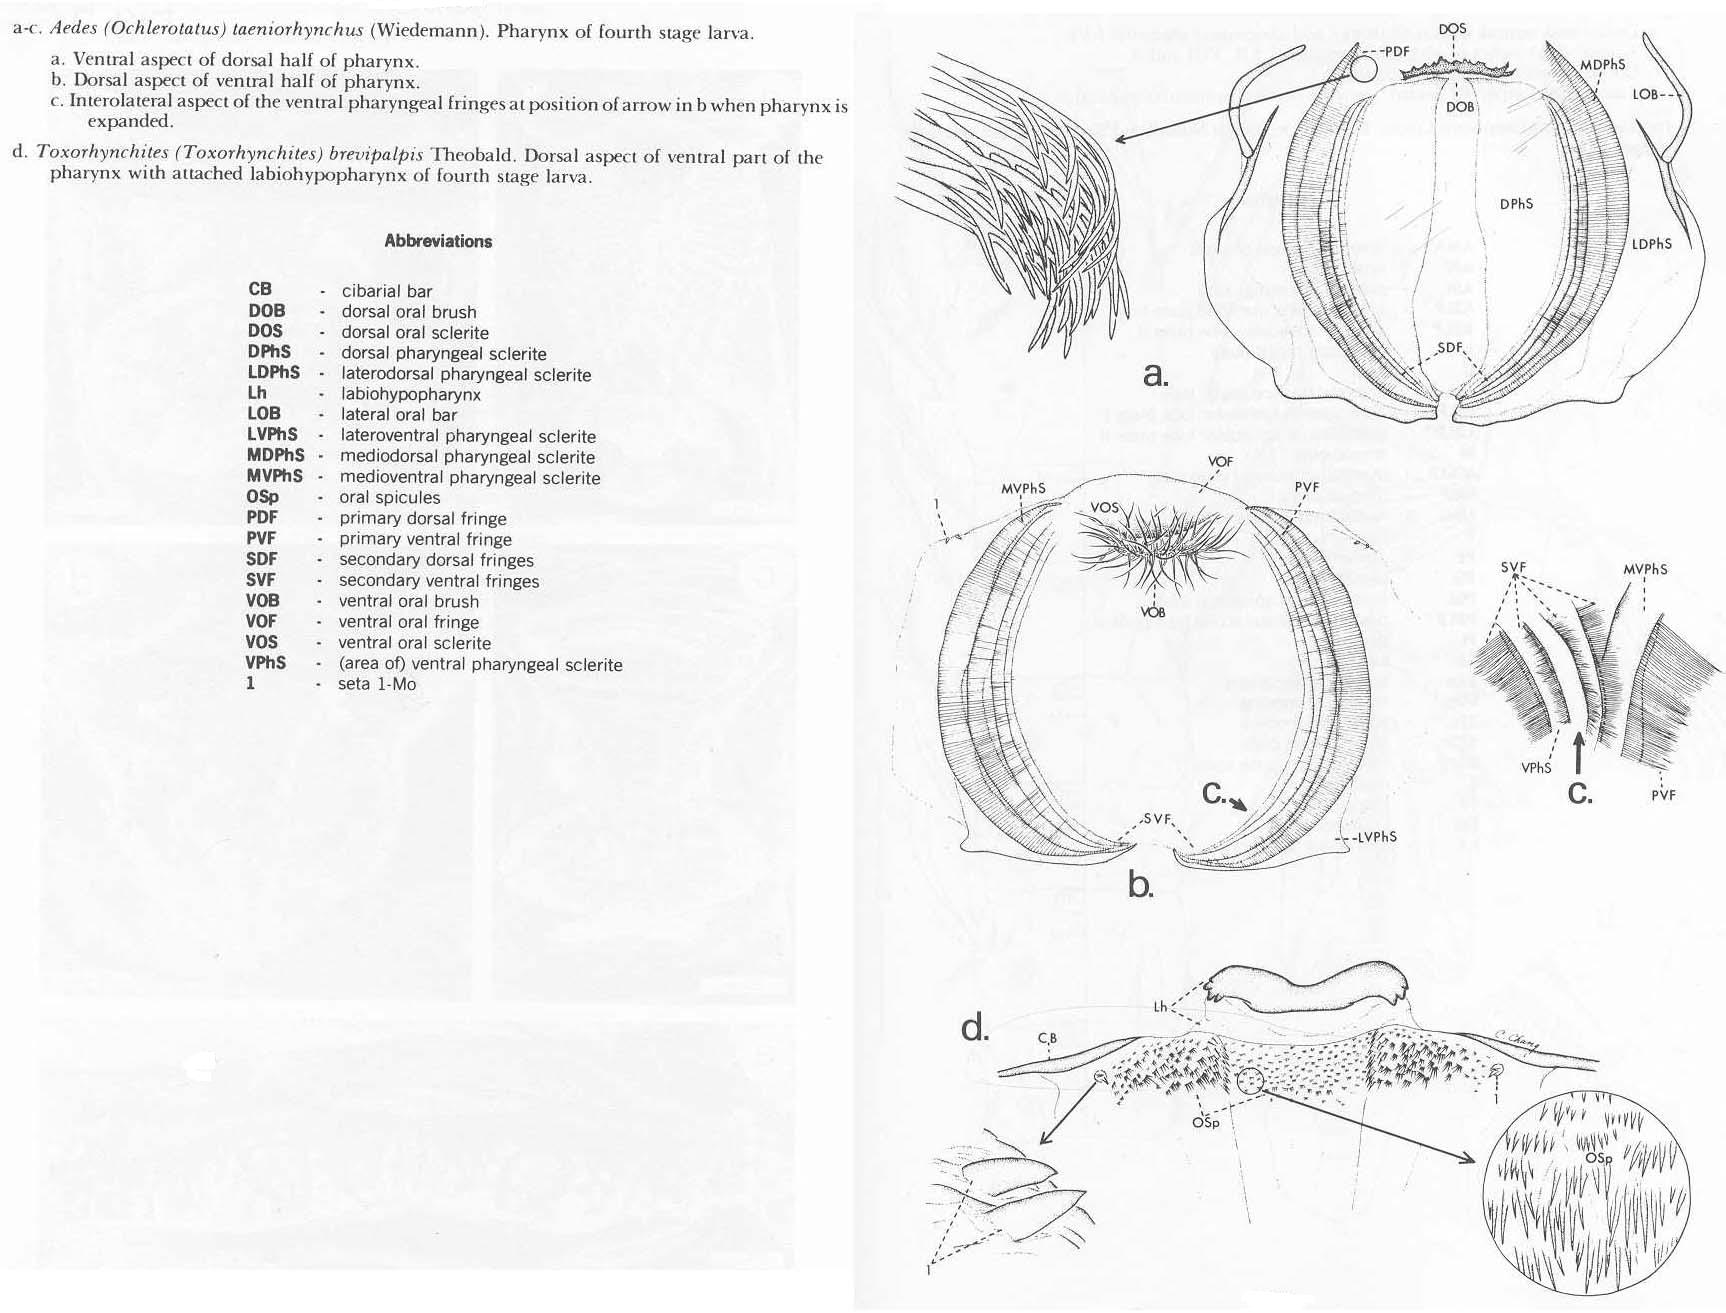 a-c. Aedes (Ochlerotatus) taeniorhynchus (Wiedemann). Pharynx of fourth stage larva.
a. Ventral aspect of dorsal half of pharynx.
b. Dorsal aspect of ventral half of pharynx.
c. Interolateral aspect of the ventral pharyngeal fringes at position of arrow in b when pharynx is
expanded.
d. Toxorhynchites (Toxorhynchites) brevipalpis Theobald. Dorsal aspect of ventral part of the
pharynx with attached labiohypopharynx of fourth stage larva.
Abbreviations
CB - cibarial bar
DOB - dorsal oral brush
DOS - dorsal oral sclerite
DPhS - dorsal pharyngeal sclerite
LDPhS - laterodorsal pharyngeal sclerite
Lh - labiohypopharynx
LOB - lateral oral bar
LVPhS - lateroventral pharyngeal sclerite
MDPhS - mediodorsal pharyngeal sclerite
MVPhS - medioventral pharyngeal sclerite
OSp - oral spicules
PDF - primary dorsal fringe
PVF - primary ventral fringe
SDF - secondary dorsal fringes
SVF - secondary ventral fringes
VOB - ventral oral brush
VOF - ventral oral fringe
VOS - ventral oral sclerite
VPhS - (area of) ventral pharyngeal sclerite
1 - seta 1-Mo
DOS
PDF
MDPhS
LOB
DOB
DPhS
LDPhS
SDF
a.
VOF
MVPhS
PVF
1
VOS
VOB
SVF
MVPhS
VPhS
c.
c.
PVF
SVF
LVPhS
b.
Lh
d.
CB
C. Chang
1
OSp
OSp
1